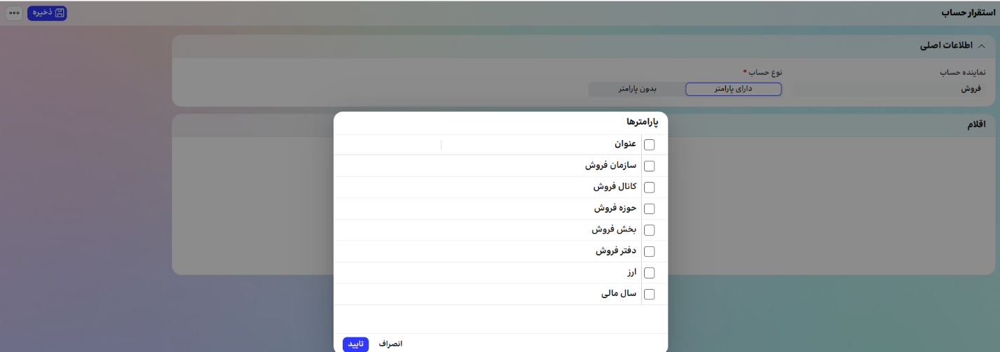 استقرار حساب
ذخیره
اطلاعات اصلی
نماینده حساب
نوع حساب *
فروش
دارای پارامتر
بدون پارامتر
اقلام
پارامترها
عنوان
سازمان فروش
کانال فروش
حوزه فروش
بخش فروش
دفتر فروش
ارز
سال مالی
انصراف
تایید